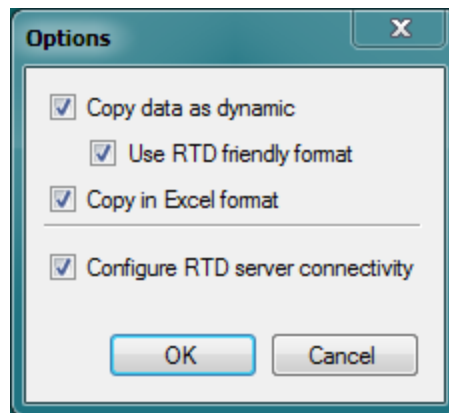 Options
Copy data as dynamic
Use RTD friendly format
Copy in Excel format
Configure RTD server connectivity
OK Cancel